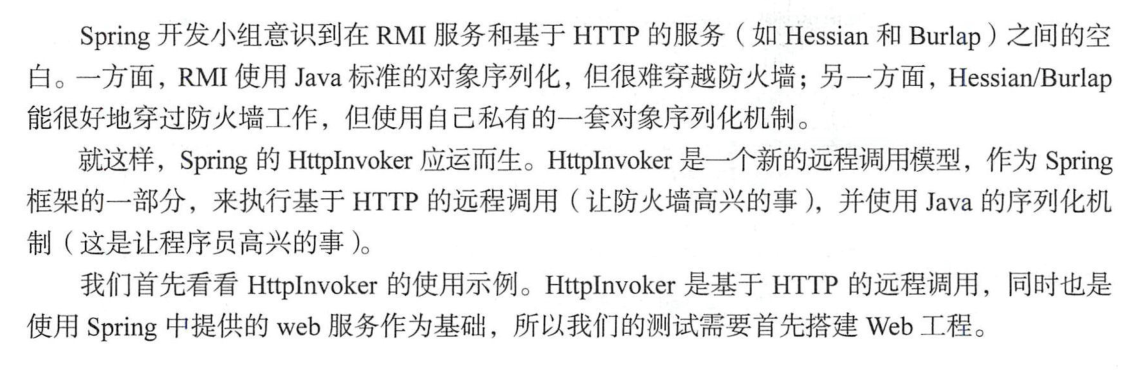 Spring 开发小组意识到在 RMI 服务和基于 HTTP 的服务（如 Hessian 和 Burlap）之间的空
白。一方面，RMI 使用 Java 标准的对象序列化，但很难穿越防火墙；另一方面，Hessian/Burlap
能很好地穿过防火墙工作，但使用自己私有的一套对象序列化机制。
就这样，Spring 的 HttpInvoker 应运而生。HttpInvoker 是一个新的远程调用模型，作为 Spring
框架的一部分，来执行基于 HTTP 的远程调用（让防火墙高兴的事），并使用 Java 的序列化机
制（这是让程序员高兴的事）。
我们首先看看 HttpInvoker 的使用示例。HttpInvoker 是基于 HTTP 的远程调用，同时也是
使用 Spring 中提供的 web 服务作为基础，所以我们的测试需要首先搭建 Web 工程。